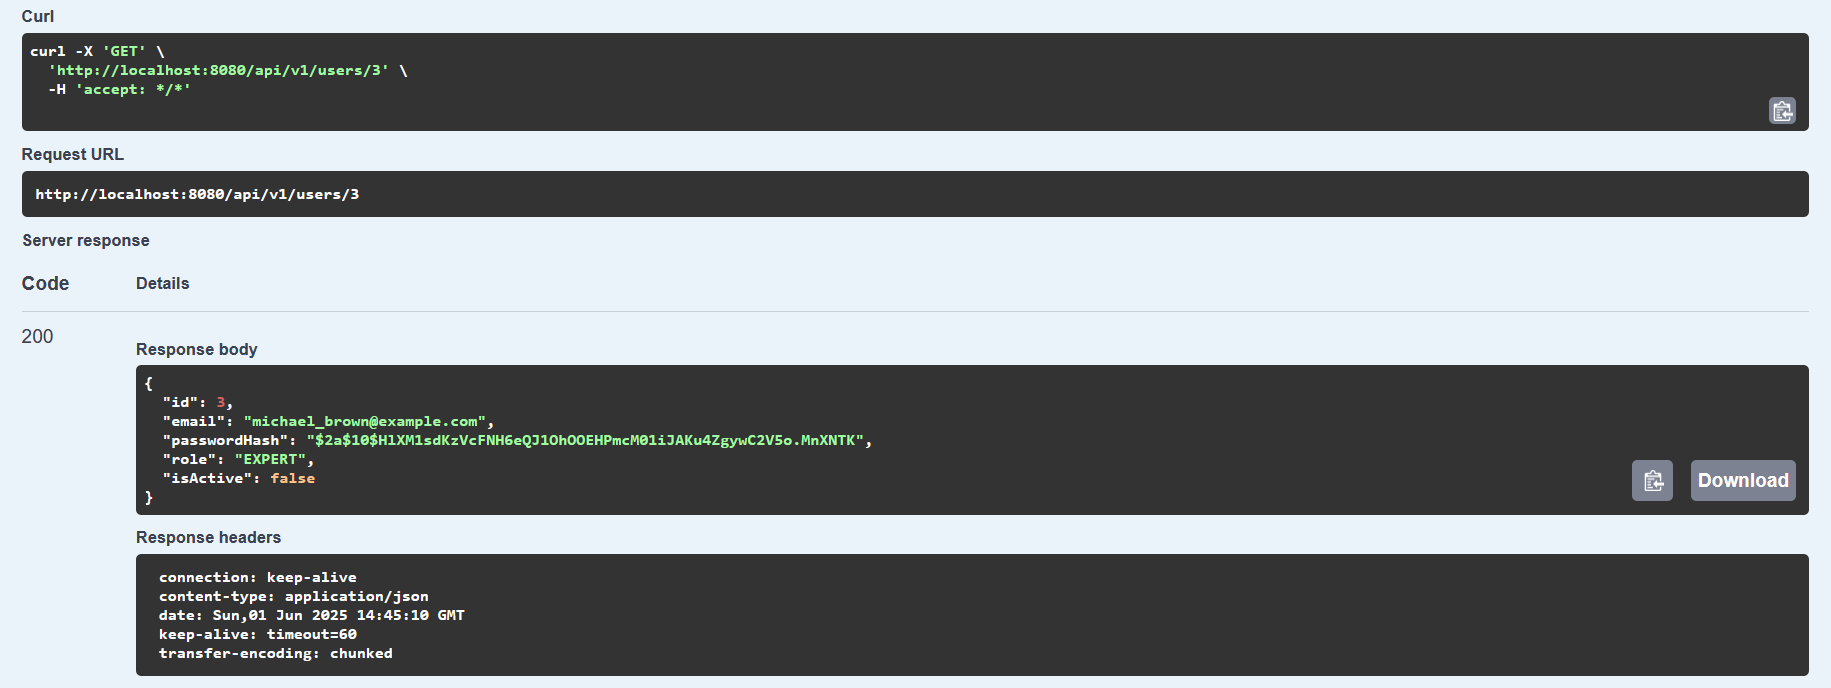 Curl
curl -X 'GET' \
  'http://localhost:8080/api/v1/users/3' \
  -H 'accept: */*'
Request URL
http://localhost:8080/api/v1/users/3
Server response
Code Details
200
Response body
{
  "id": 3,
  "email": "michael_brown@example.com",
  "passwordHash": "$2a$10$HlXM1sdKzVcFNH6eQJ1OhOOEHPmcM01iJAKu4ZgywC2V5o.MnXNTK",
  "role": "EXPERT",
  "isActive": false
}
Download
Response headers
connection: keep-alive
content-type: application/json
date: Sun,01 Jun 2025 14:45:10 GMT
keep-alive: timeout=60
transfer-encoding: chunked